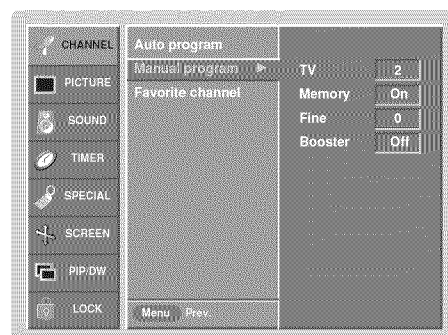 CHANNEL
PICTURE
SOUND
TIMER
SPECIAL
SCREEN
PIP/DW
LOCK
Auto program
Manual program
Favorite channel
TV 2
Memory On
Fine 0
Booster Off
Menu Prev.